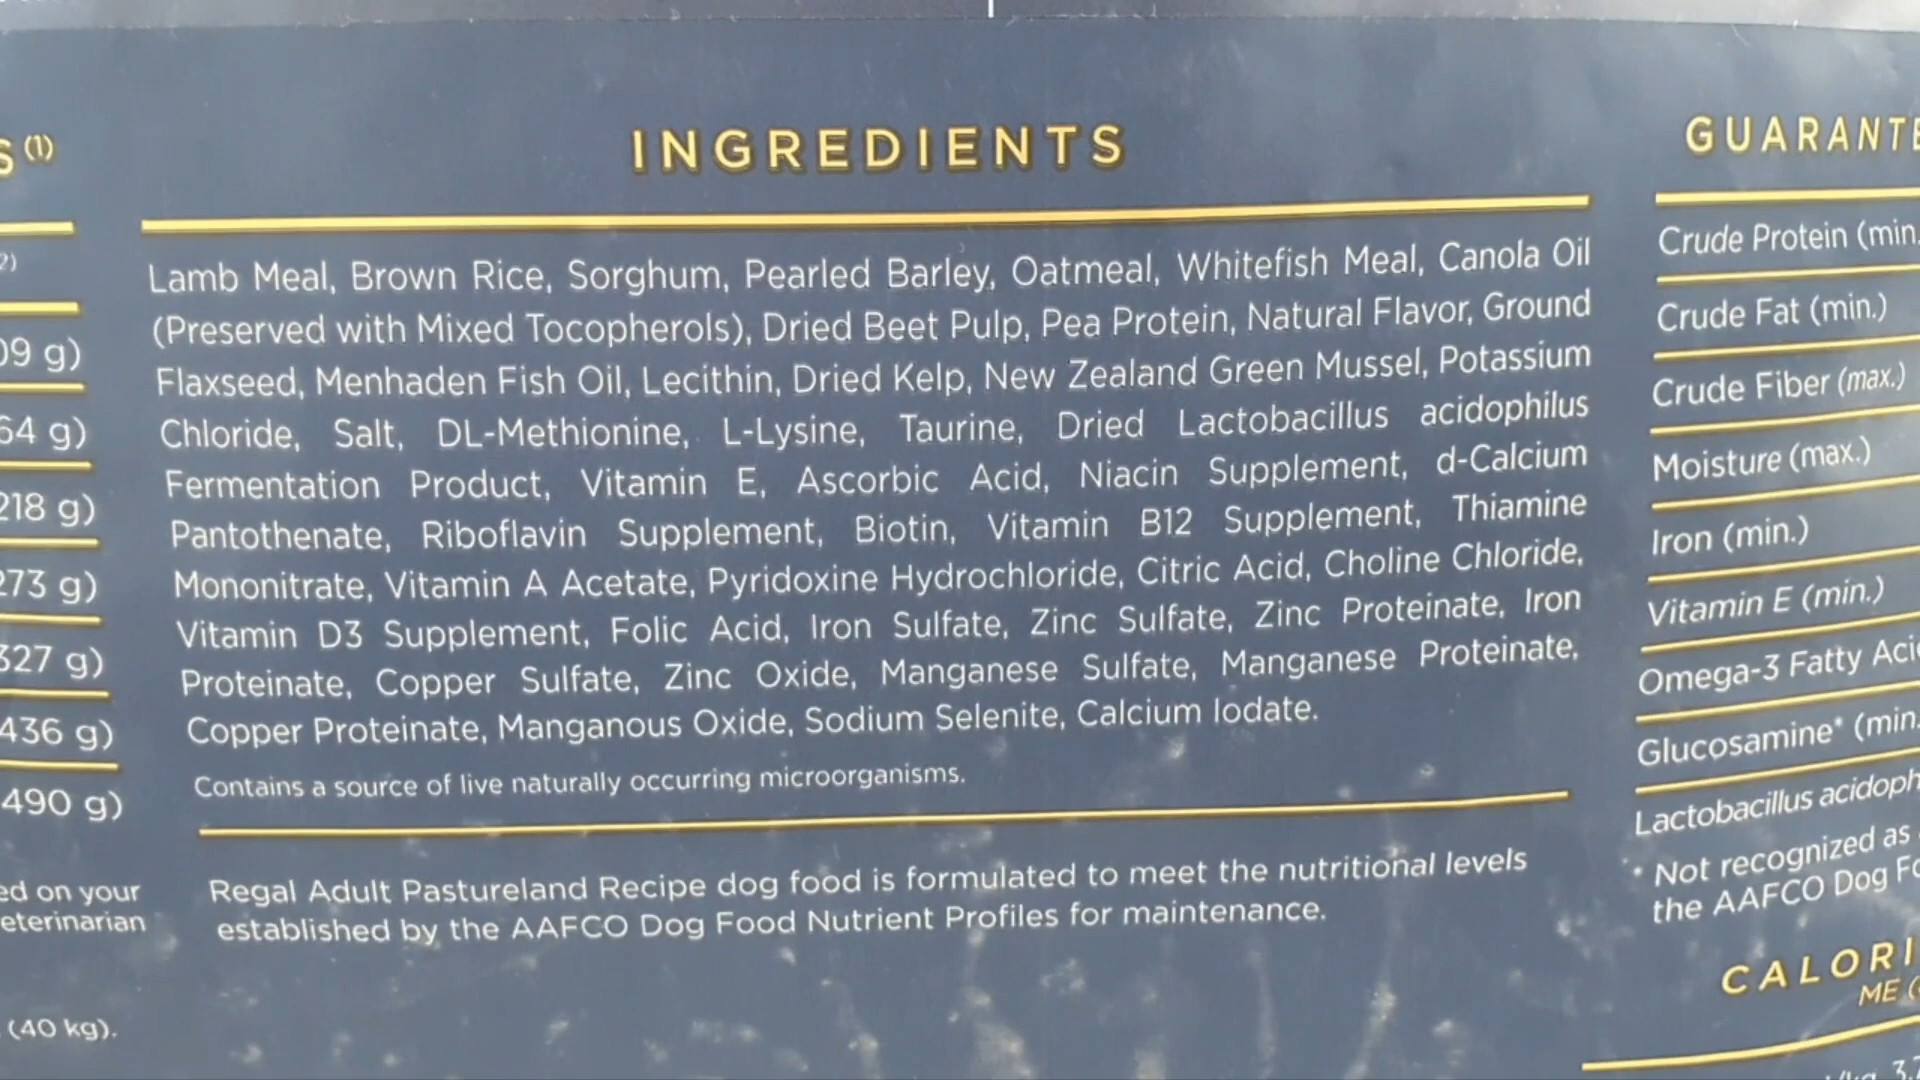 S (1)
2)
09 g)
64 g)
218 g)
273 g)
327 g)
436 g)
490 g)
ed on your
eterinarian
(40 kg).
INGREDIENTS
Lamb Meal, Brown Rice, Sorghum, Pearled Barley, Oatmeal, Whitefish Meal, Canola Oil
(Preserved with Mixed Tocopherols), Dried Beet Pulp, Pea Protein, Natural Flavor, Ground
Flaxseed, Menhaden Fish Oil, Lecithin, Dried Kelp, New Zealand Green Mussel, Potassium
Chloride, Salt, DL-Methionine, L-Lysine, Taurine, Dried Lactobacillus acidophilus
Fermentation Product, Vitamin E, Ascorbic Acid, Niacin Supplement, d-Calcium
Pantothenate, Riboflavin Supplement, Biotin, Vitamin B12 Supplement, Thiamine
Mononitrate, Vitamin A Acetate, Pyridoxine Hydrochloride, Citric Acid, Choline Chloride,
Vitamin D3 Supplement, Folic Acid, Iron Sulfate, Zinc Sulfate, Zinc Proteinate, Iron
Proteinate, Copper Sulfate, Zinc Oxide, Manganese Sulfate, Manganese Proteinate,
Copper Proteinate, Manganous Oxide, Sodium Selenite, Calcium Iodate.
Contains a source of live naturally occurring microorganisms.
Regal Adult Pastureland Recipe dog food is formulated to meet the nutritional levels
established by the AAFCO Dog Food Nutrient Profiles for maintenance.
GUARANTE
Crude Protein (min.
Crude Fat (min.)
Crude Fiber (max.)
Moisture (max.)
Iron (min.)
Vitamin E (min.)
Omega-3 Fatty Aci
Glucosamine* (min.
Lactobacillus acidoph
* Not recognized as
the AAFCO Dog Fo
CALORI
ME (